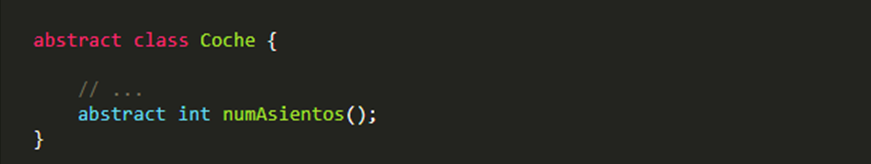 abstract class Coche {
// ...
abstract int numAsientos();
}